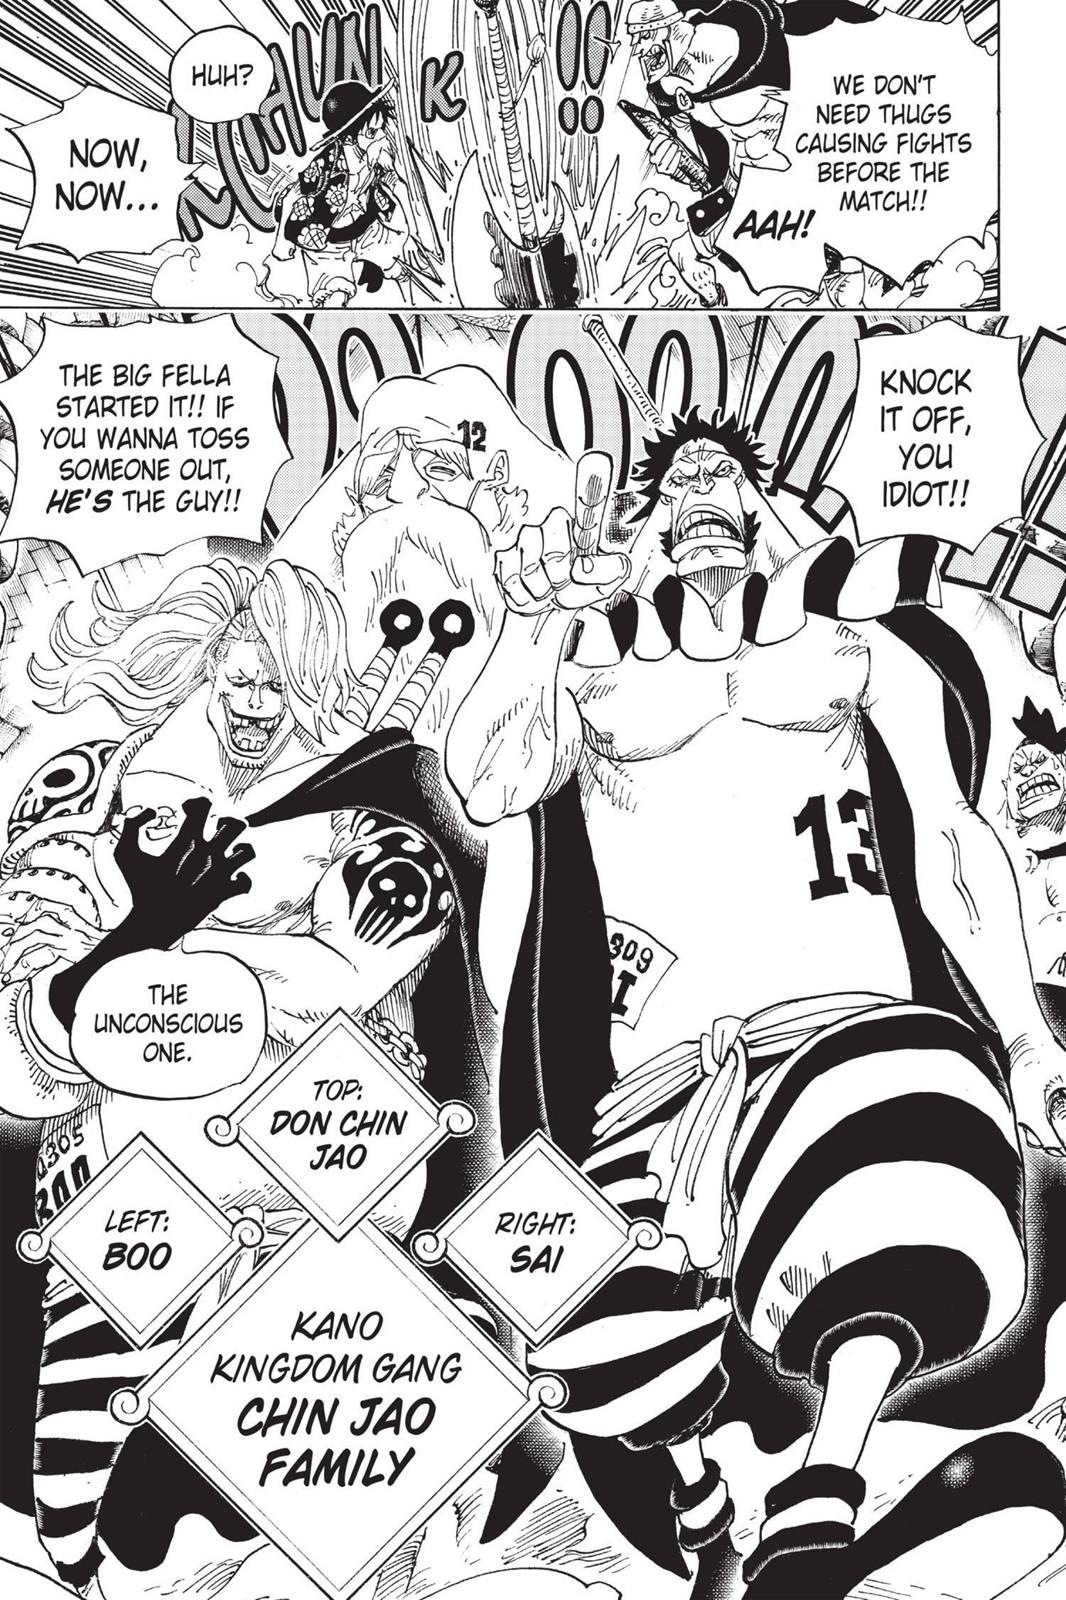 WE DON'T
NEED THUGS
CAUSING FIGHTS
BEFORE THE
MATCH!!
AAH!
!!
K
HUH?
NOW,
NOW...
KNOCK
IT OFF,
YOU
IDIOT!!
THE BIG FELLA
STARTED IT!! IF
YOU WANNA TOSS
SOMEONE OUT,
HE'S THE GUY!!
12
13
THE
UNCONSCIOUS
ONE.
0305
BOO
TOP:
DON CHIN
JAO
LEFT:
BOO
RIGHT:
SAI
KANO
KINGDOM GANG
CHIN JAO
FAMILY